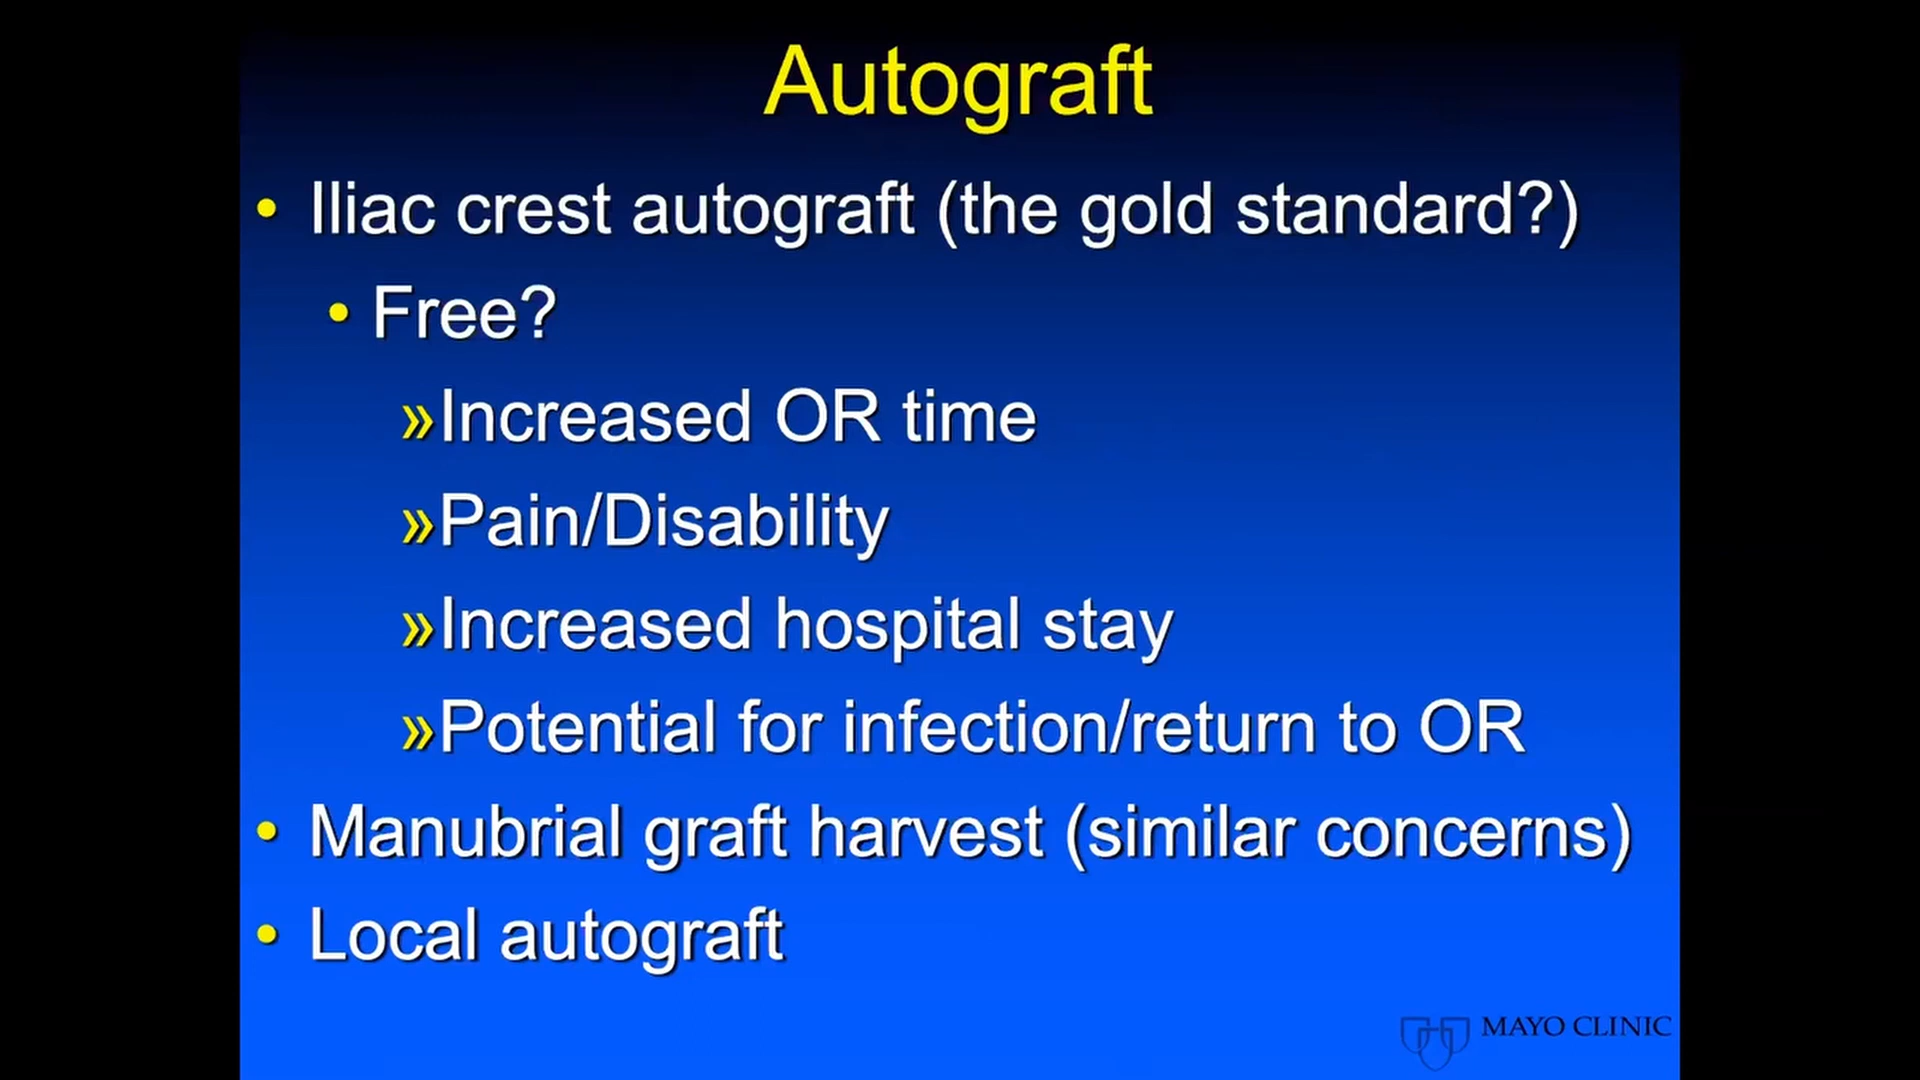 Autograft
• Iliac crest autograft (the gold standard?)
• Free?
»Increased OR time
»Pain/Disability
»Increased hospital stay
»Potential for infection/return to OR
• Manubrial graft harvest (similar concerns)
• Local autograft
MAYO CLINIC